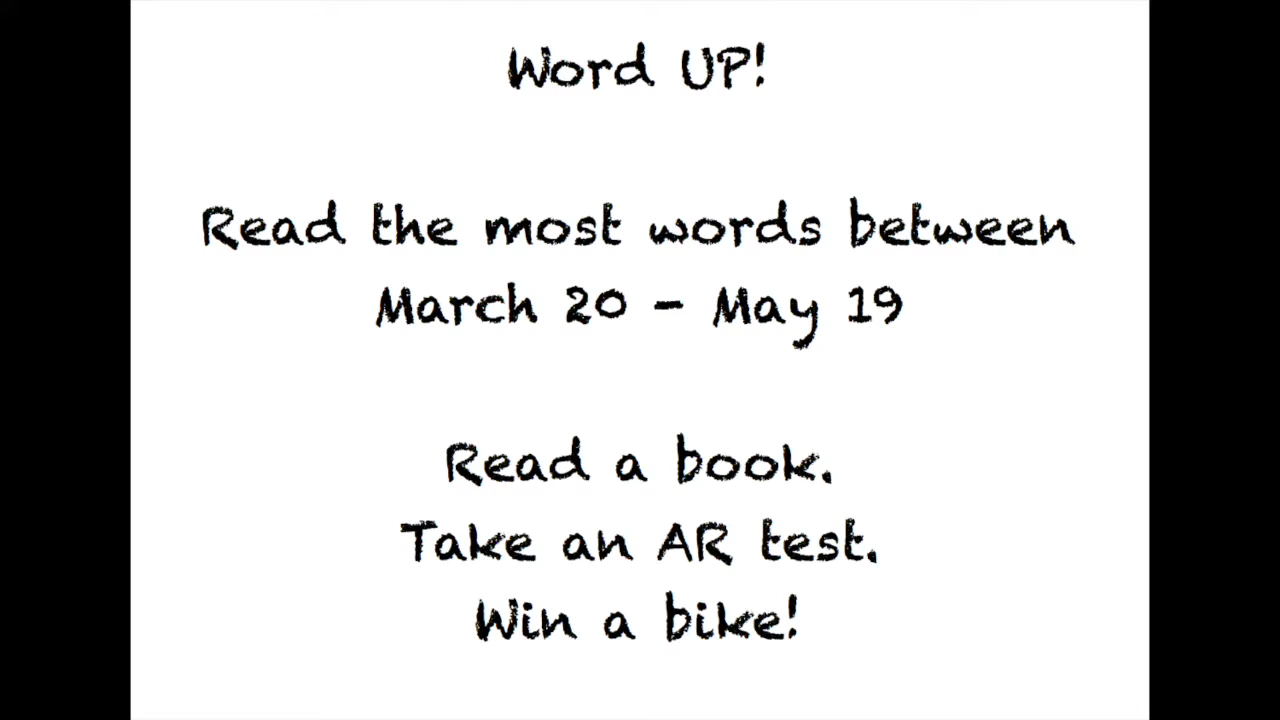 Word UP!
Read the most words between
March 20 - May 19
Read a book.
Take an AR test.
Win a bike!